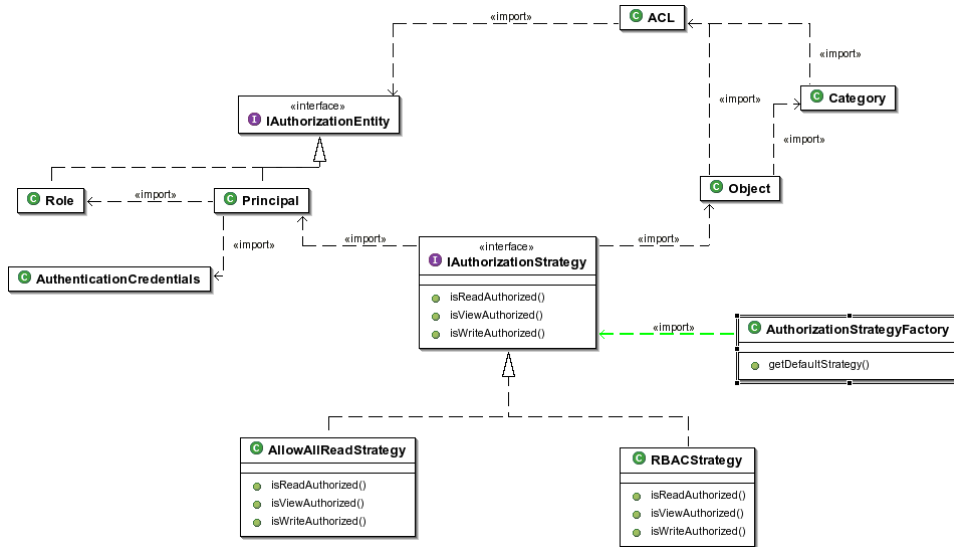 «import»
C ACL
«import»
«interface»
I IAuthorizationEntity
«import»
C Category
«import»
C Role
«import»
C Principal
C Object
«import»
C AuthenticationCredentials
«import»
«interface»
I IAuthorizationStrategy
isReadAuthorized()
isViewAuthorized()
isWriteAuthorized()
«import»
«import»
C AuthorizationStrategyFactory
getDefaultStrategy()
C AllowAllReadStrategy
isReadAuthorized()
isViewAuthorized()
isWriteAuthorized()
C RBACStrategy
isReadAuthorized()
isViewAuthorized()
isWriteAuthorized()